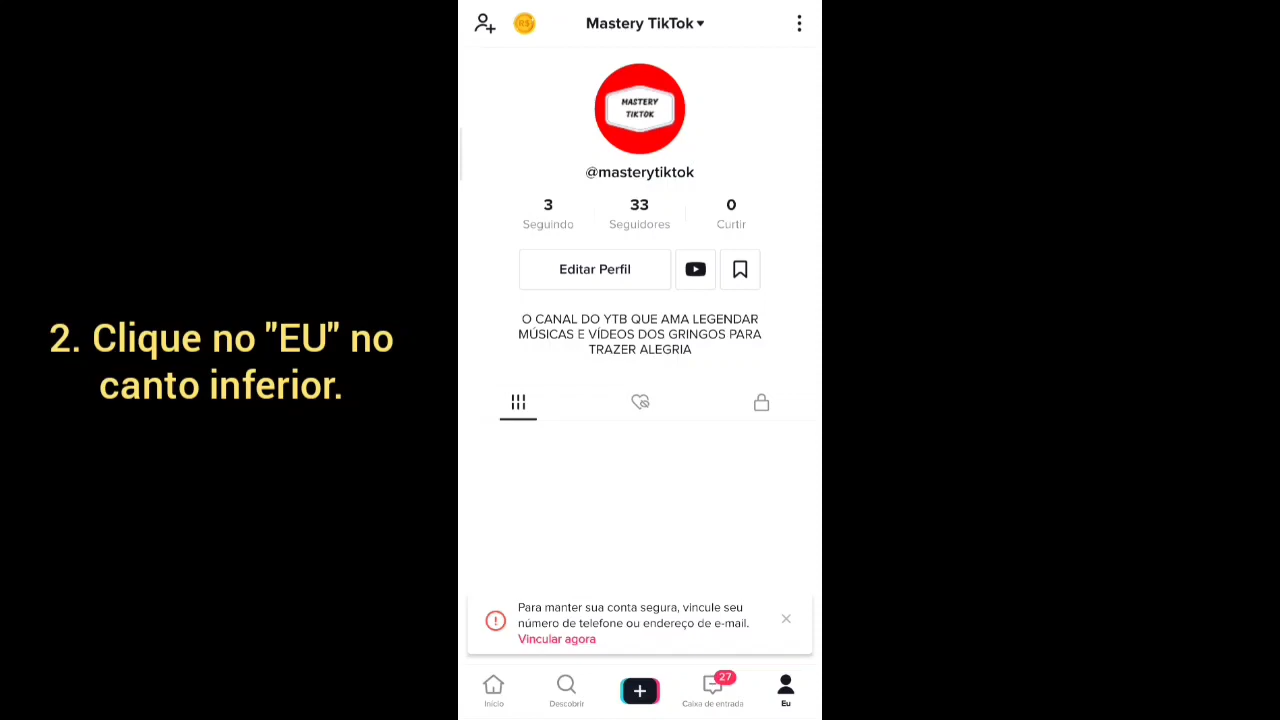 Mastery TikTok
MASTERY
TIKTOK
@masterytiktok
3 33 0
Seguindo Seguidores Curtir
Editar Perfil
O CANAL DO YTB QUE AMA LEGENDAR
MÚSICAS E VÍDEOS DOS GRINGOS PARA
TRAZER ALEGRIA
2. Clique no "EU" no
canto inferior.
Para manter sua conta segura, vincule seu
número de telefone ou endereço de e-mail.
Vincular agora
27
Início Descobrir Caixa de entrada Eu